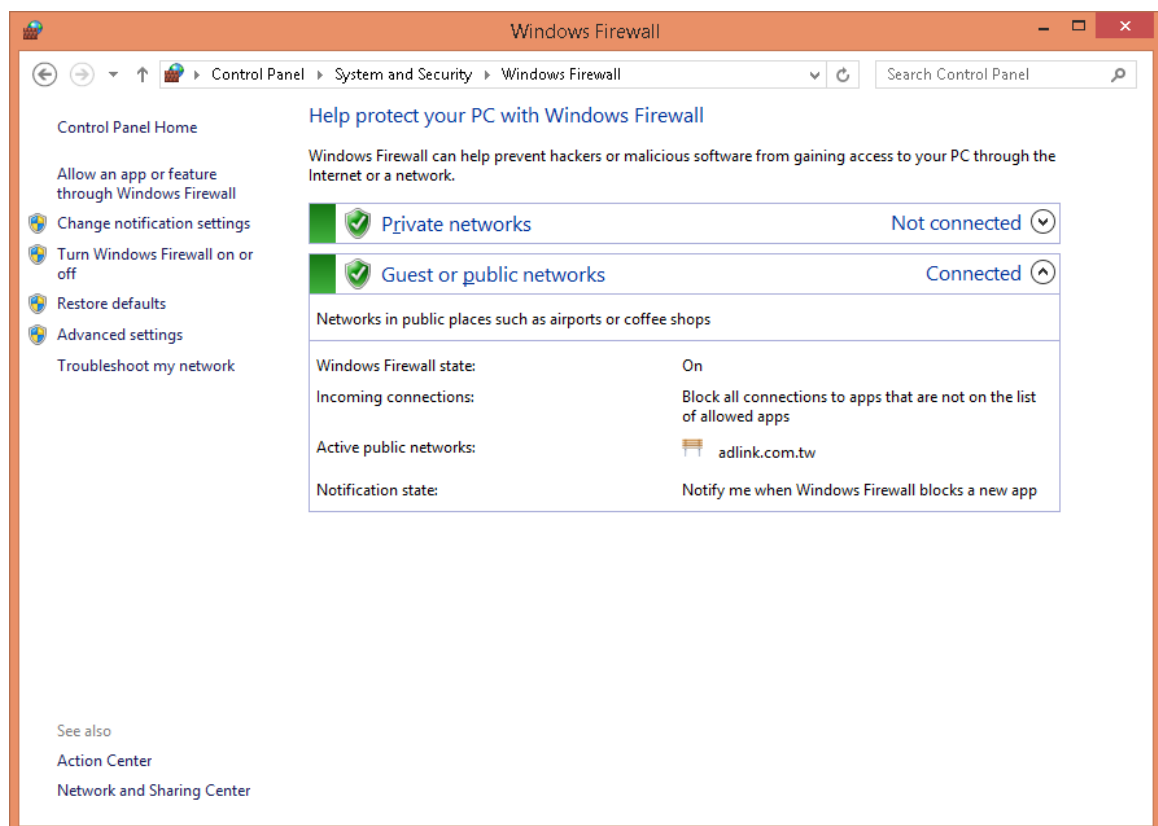 Windows Firewall
Control Panel
System and Security
Windows Firewall
Search Control Panel
Control Panel Home
Allow an app or feature
through Windows Firewall
Change notification settings
Turn Windows Firewall on or
off
Restore defaults
Advanced settings
Troubleshoot my network
Help protect your PC with Windows Firewall
Windows Firewall can help prevent hackers or malicious software from gaining access to your PC through the
Internet or a network.
Private networks Not connected
Guest or public networks Connected
Networks in public places such as airports or coffee shops
Windows Firewall state: On
Incoming connections: Block all connections to apps that are not on the list
of allowed apps
Active public networks: adlink.com.tw
Notification state: Notify me when Windows Firewall blocks a new app
See also
Action Center
Network and Sharing Center